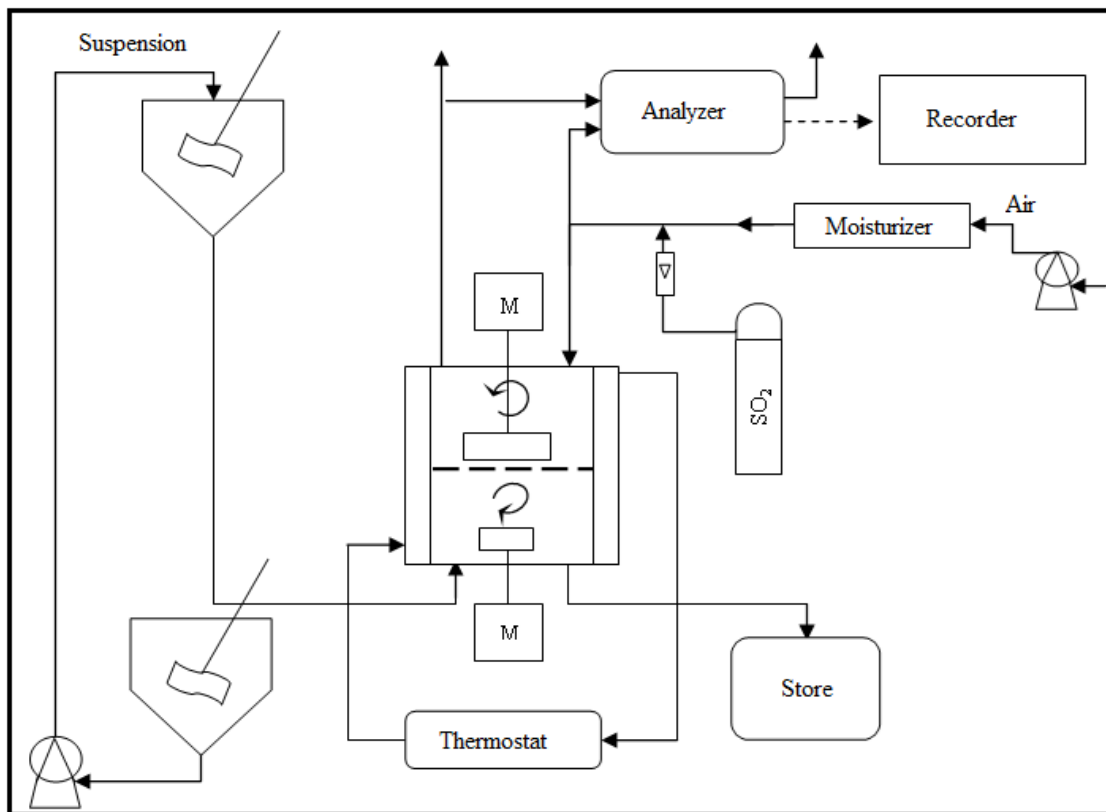 Suspension
Analyzer
Recorder
Air
Moisturizer
M
SO₂
M
Store
Thermostat